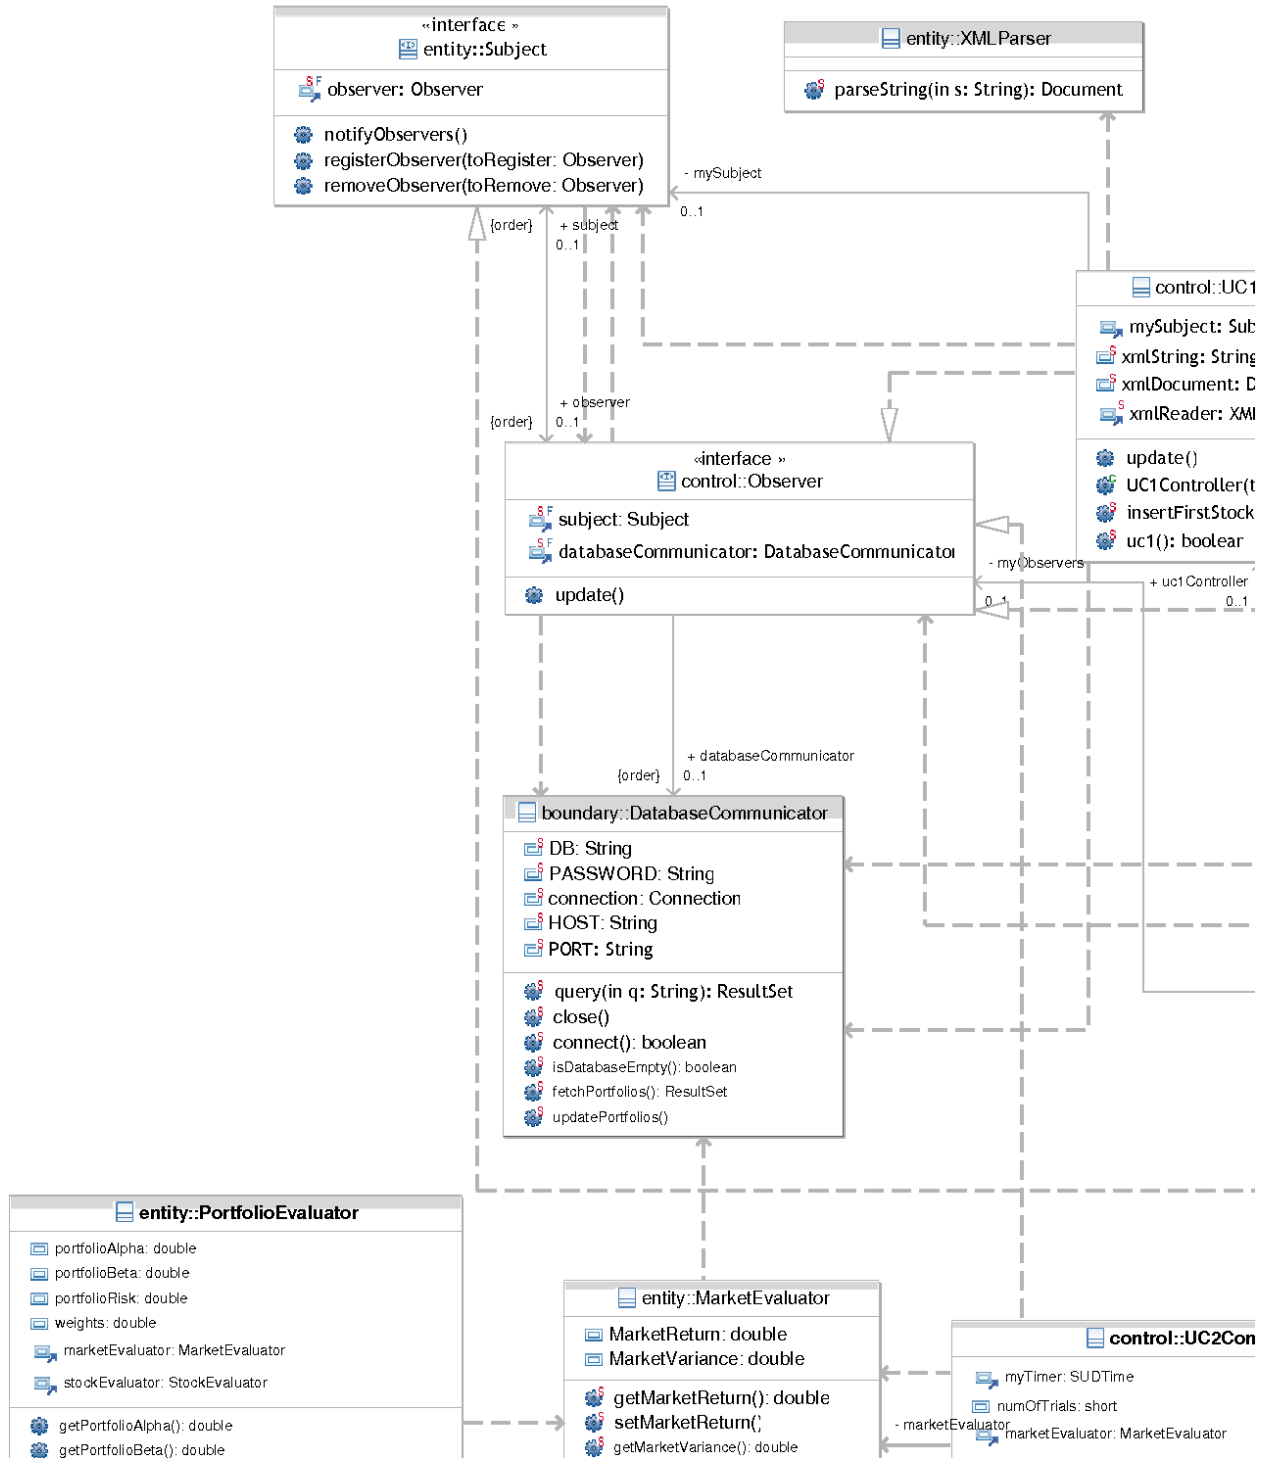 «interface »
entity::Subject
observer: Observer
notifyObservers()
registerObserver(toRegister: Observer)
removeObserver(toRemove: Observer)
entity::XMLParser
parseString(in s: String): Document
- mySubject
0..1
{order}
+ subject
0..1
control::UC1
mySubject: Sub
xmlString: String
xmlDocument: D
xmlReader: XMl
update()
UC1Controller(t
insertFirstStock
uc1(): boolear
+ observer
{order}
0..1
«interface »
control::Observer
subject: Subject
databaseCommunicator: DatabaseCommunicator
update()
- myObservers
0..1
+ uc1Controller
0..1
+ databaseCommunicator
{order}
0..1
boundary::DatabaseCommunicator
DB: String
PASSWORD: String
connection: Connection
HOST: String
PORT: String
query(in q: String): ResultSet
close()
connect(): boolean
isDatabaseEmpty(): boolean
fetchPortfolios(): ResultSet
updatePortfolios()
entity::PortfolioEvaluator
portfolioAlpha: double
portfolioBeta: double
portfolioRisk: double
weights: double
marketEvaluator: MarketEvaluator
stockEvaluator: StockEvaluator
getPortfolioAlpha(): double
getPortfolioBeta(): double
entity::MarketEvaluator
MarketReturn: double
MarketVariance: double
getMarketReturn(): double
setMarketReturn()
getMarketVariance(): double
- marketEvaluator
control::UC2Con
myTimer: SUDTime
numOfTrials: short
marketEvaluator: MarketEvaluator